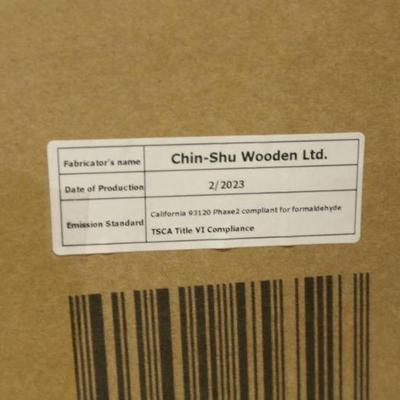 Fabricator's name Chin-Shu Wooden Ltd.
Date of Production 2/2023
Emission Standard California 93120 Phase2 compliant for formaldehyde
TSCA Title VI Compliance